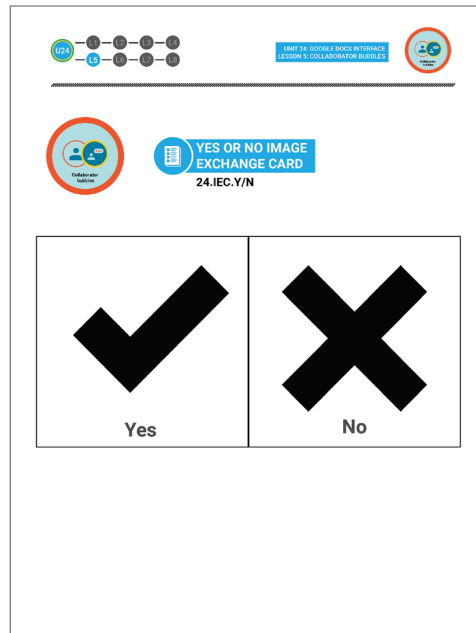 U24
L1 L2 L3 L4
L5 L6 L7 L8
UNIT 24: GOOGLE DOCS INTERFACE
LESSON 5: COLLABORATOR BUBBLES
Collaborator
bubbles
Collaborator
bubbles
YES OR NO IMAGE
EXCHANGE CARD
24.IEC.Y/N
Yes
No